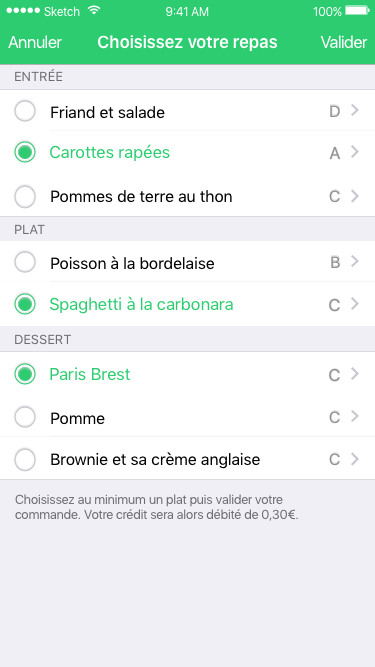 Sketch 9:41 AM 100%
Annuler Choisissez votre repas Valider
ENTRÉE
Friand et salade D
Carottes rapées A
Pommes de terre au thon C
PLAT
Poisson à la bordelaise B
Spaghetti à la carbonara C
DESSERT
Paris Brest C
Pomme C
Brownie et sa crème anglaise C
Choisissez au minimum un plat puis valider votre
commande. Votre crédit sera alors débité de 0,30€.